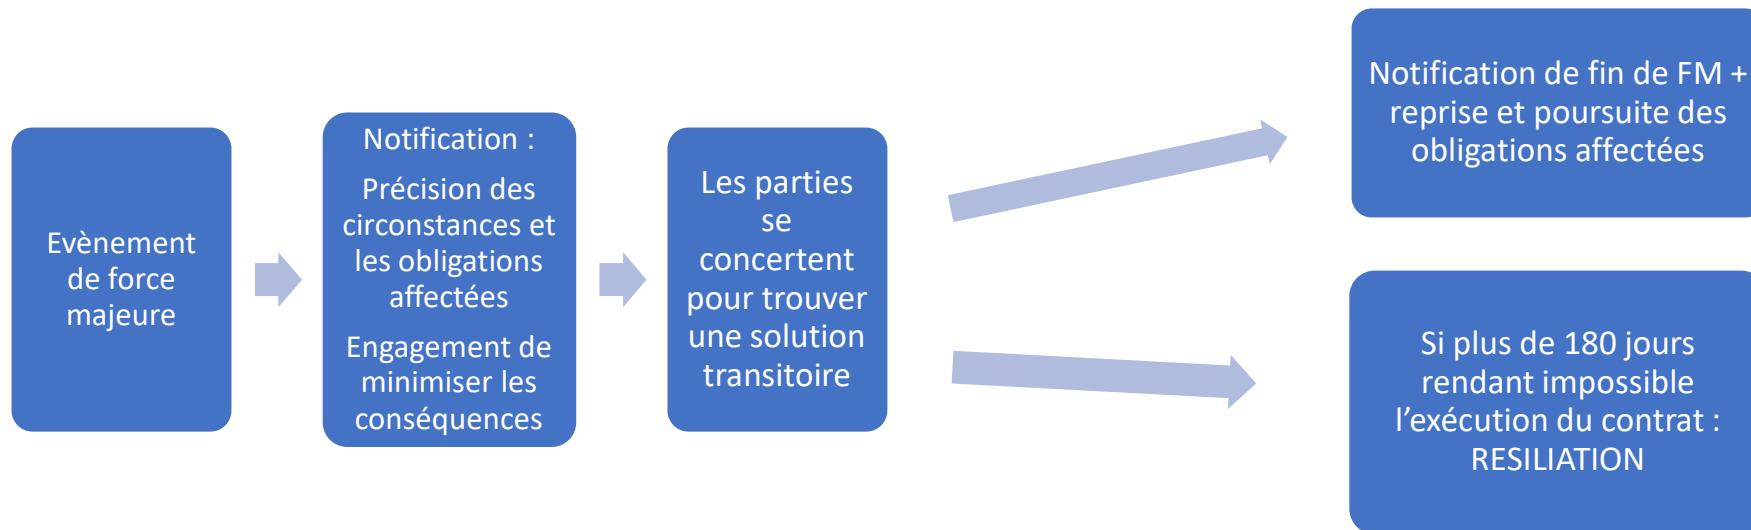 Evènement
de force
majeure
Notification :
Précision des
circonstances et
les obligations
affectées
Engagement de
minimiser les
conséquences
Les parties
se
concertent
pour trouver
une solution
transitoire
Notification de fin de FM +
reprise et poursuite des
obligations affectées
Si plus de 180 jours
rendant impossible
l’exécution du contrat :
RESILIATION